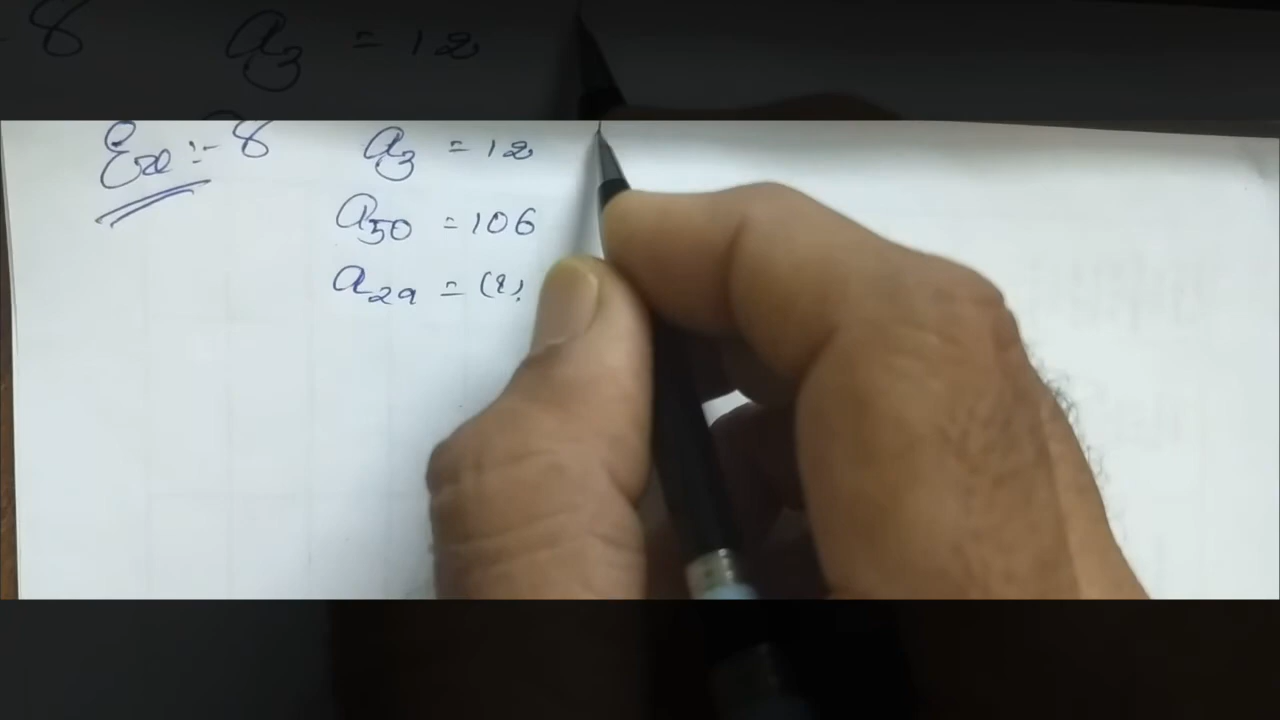 Ex :- 8 a3 = 12
a50 = 106
a29 = (?)